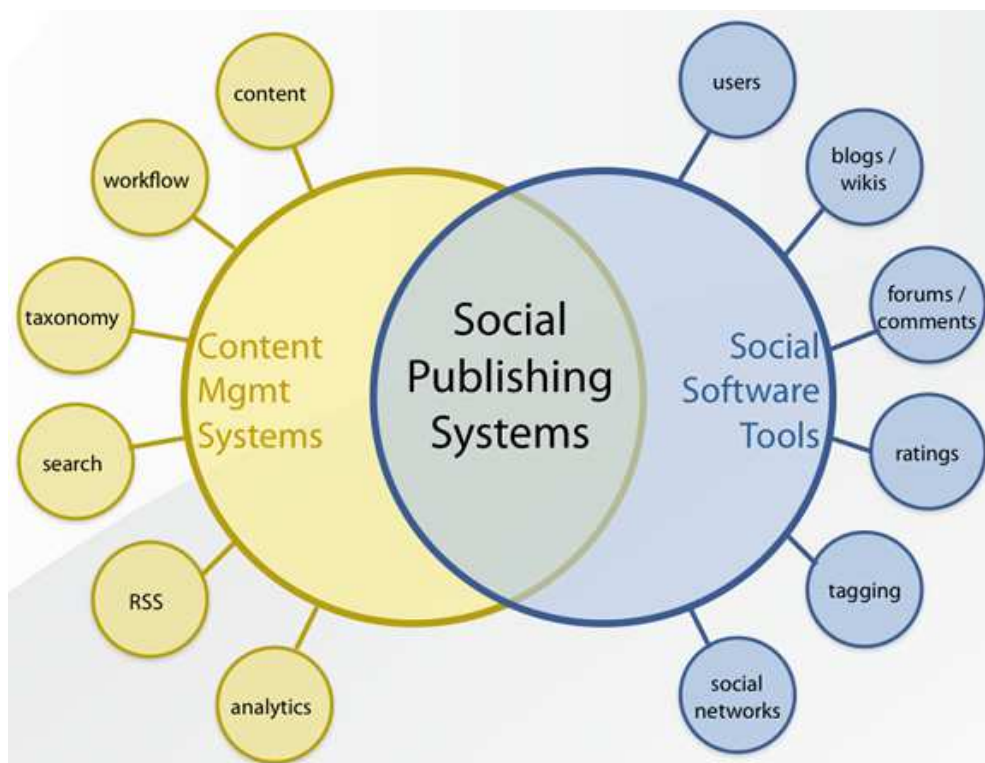 content
workflow
taxonomy
search
RSS
analytics
Content
Mgmt
Systems
Social
Publishing
Systems
Social
Software
Tools
users
blogs /
wikis
forums /
comments
ratings
tagging
social
networks